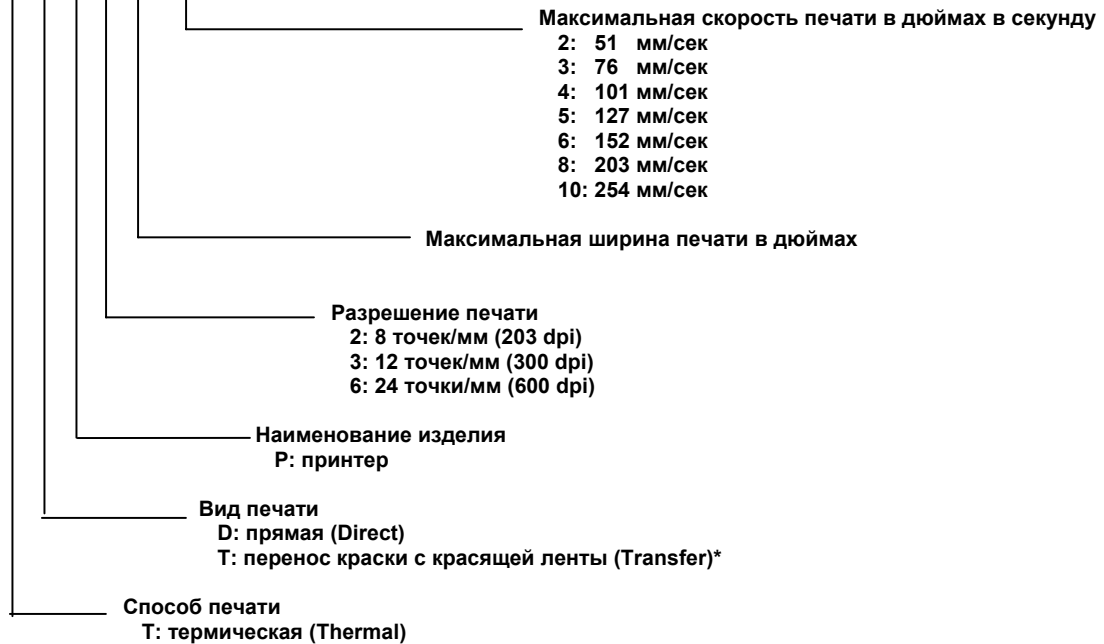 Максимальная скорость печати в дюймах в секунду
2: 51 мм/сек
3: 76 мм/сек
4: 101 мм/сек
5: 127 мм/сек
6: 152 мм/сек
8: 203 мм/сек
10: 254 мм/сек
Максимальная ширина печати в дюймах
Разрешение печати
2: 8 точек/мм (203 dpi)
3: 12 точек/мм (300 dpi)
6: 24 точки/мм (600 dpi)
Наименование изделия
P: принтер
Вид печати
D: прямая (Direct)
T: перенос краски с красящей ленты (Transfer)*
Способ печати
T: термическая (Thermal)